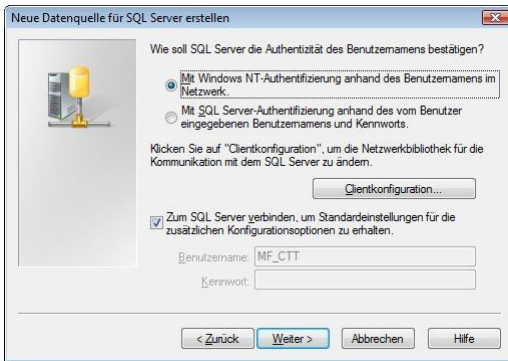 Neue Datenquelle für SQL Server erstellen
Wie soll SQL Server die Authentizität des Benutzernamens bestätigen?
Mit Windows NT-Authentifizierung anhand des Benutzernamens im
Netzwerk.
Mit SQL Server-Authentifizierung anhand des vom Benutzer
eingegebenen Benutzernamens und Kennworts.
Klicken Sie auf "Clientkonfiguration", um die Netzwerkbibliothek für die
Kommunikation mit dem SQL Server zu ändern.
Clientkonfiguration...
Zum SQL Server verbinden, um Standardeinstellungen für die
zusätzlichen Konfigurationsoptionen zu erhalten.
Benutzername: MF_CTT
Kennwort:
< Zurück Weiter > Abbrechen Hilfe